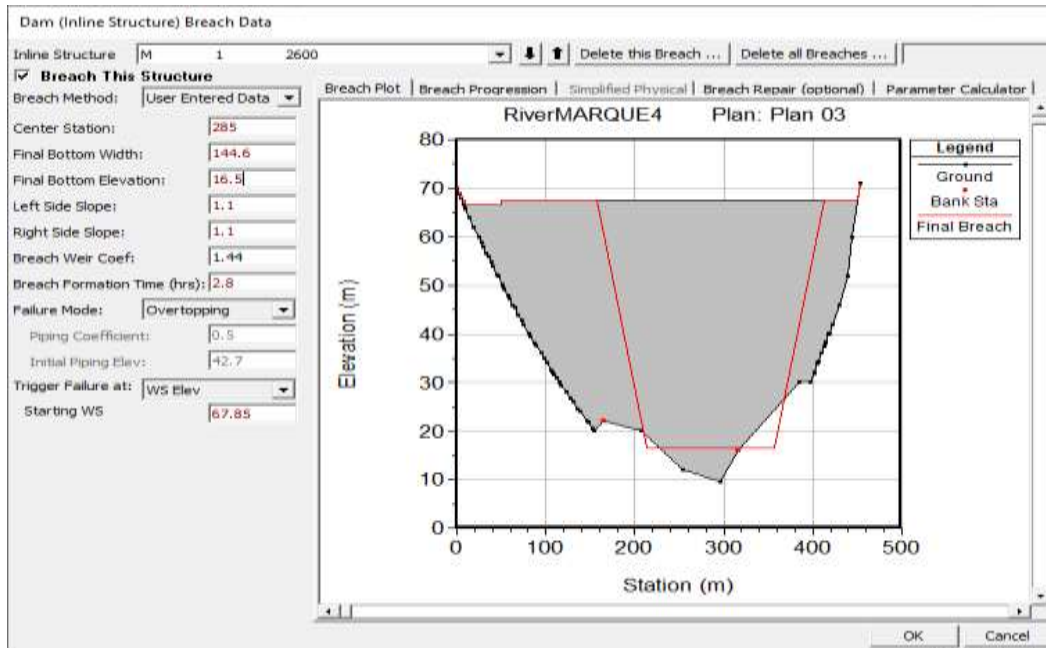 Dam (Inline Structure) Breach Data
Inline Structure M 1 2600 Delete this Breach ... Delete all Breaches ...
Breach This Structure
Breach Method: User Entered Data
Center Station: 285
Final Bottom Width: 144.6
Final Bottom Elevation: 16.5
Left Side Slope: 1.1
Right Side Slope: 1.1
Breach Weir Coef: 1.44
Breach Formation Time (hrs): 2.8
Failure Mode: Overtopping
Piping Coefficient: 0.5
Initial Piping Elev: 42.7
Trigger Failure at: WS Elev
Starting WS 67.85
Breach Plot Breach Progression Simplified Physical Breach Repair (optional) Parameter Calculator
RiverMARQUE4 Plan: Plan 03
80
70
60
50
40
30
20
10
0
Elevation (m)
0 100 200 300 400 500
Station (m)
Legend
Ground
Bank Sta
Final Breach
OK Cancel